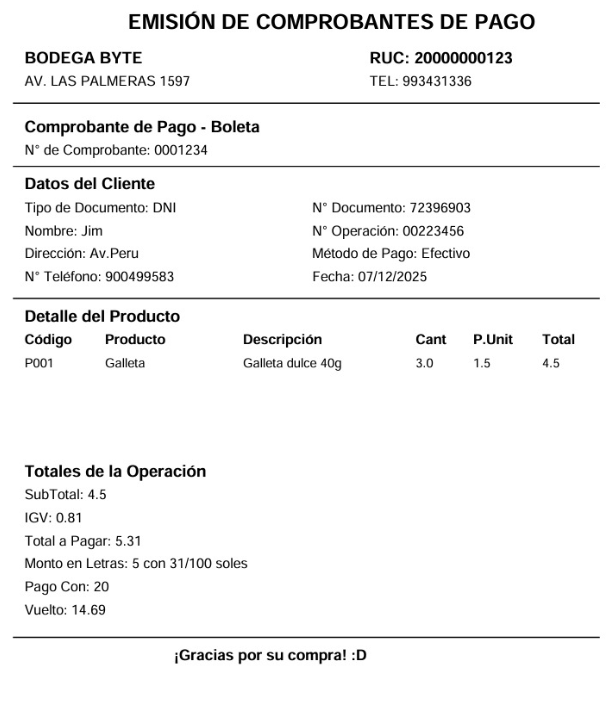 EMISIÓN DE COMPROBANTES DE PAGO
BODEGA BYTE RUC: 20000000123
AV. LAS PALMERAS 1597 TEL: 993431336
Comprobante de Pago - Boleta
N° de Comprobante: 0001234
Datos del Cliente
Tipo de Documento: DNI N° Documento: 72396903
Nombre: Jim N° Operación: 00223456
Dirección: Av.Peru Método de Pago: Efectivo
N° Teléfono: 900499583 Fecha: 07/12/2025
Detalle del Producto
Código Producto Descripción Cant P.Unit Total
P001 Galleta Galleta dulce 40g 3.0 1.5 4.5
Totales de la Operación
SubTotal: 4.5
IGV: 0.81
Total a Pagar: 5.31
Monto en Letras: 5 con 31/100 soles
Pago Con: 20
Vuelto: 14.69
¡Gracias por su compra! :D